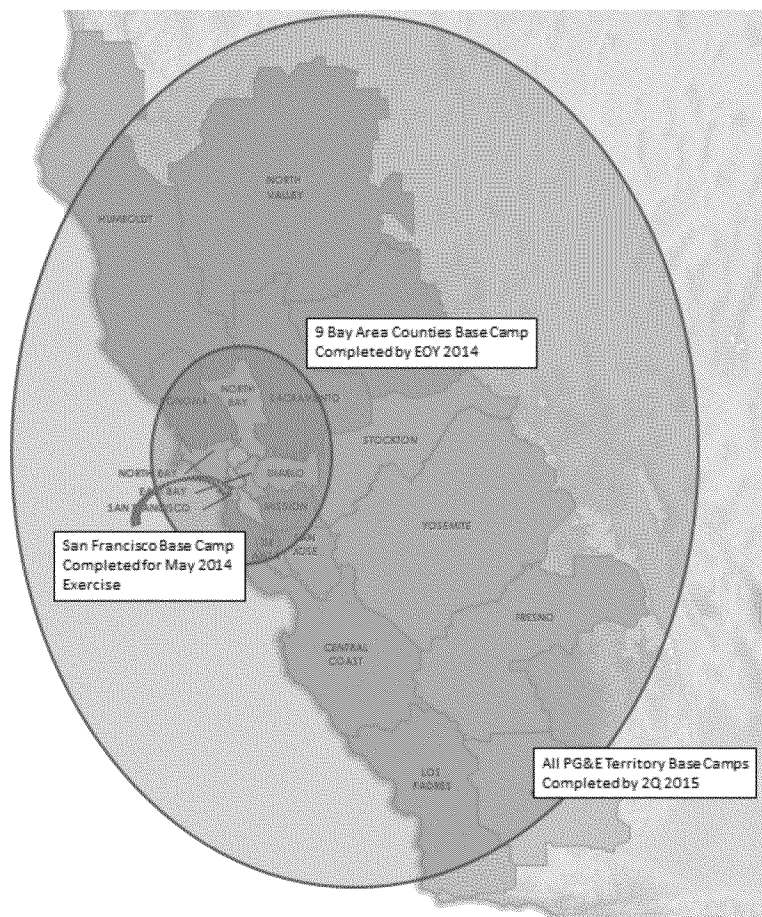 NORTH
VALLEY
HUMBOLDT
9 Bay Area Counties Base Camp
Completed by EOY 2014
NORTH
BAY
SONOMA
SACRAMENTO
STOCKTON
NORTH BAY
DIABLO
EAST BAY
SAN FRANCISCO
MISSION
YOSEMITE
San Francisco Base Camp
Completed for May 2014
Exercise
SAN
JOSE
FRESNO
CENTRAL
COAST
All PG&E Territory Base Camps
Completed by 2Q 2015
LOS
PADRES